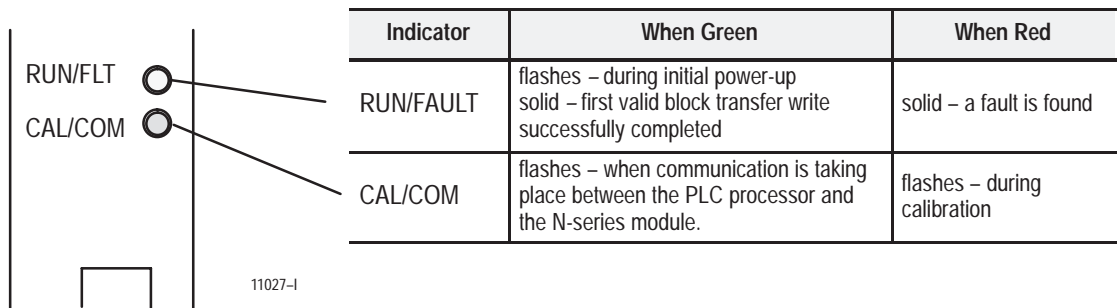 RUN/FLT
CAL/COM
11027–I
Indicator When Green When Red
RUN/FAULT
flashes – during initial power-up
solid – first valid block transfer write
successfully completed
solid – a fault is found
CAL/COM
flashes – when communication is taking
place between the PLC processor and
the N-series module.
flashes – during
calibration